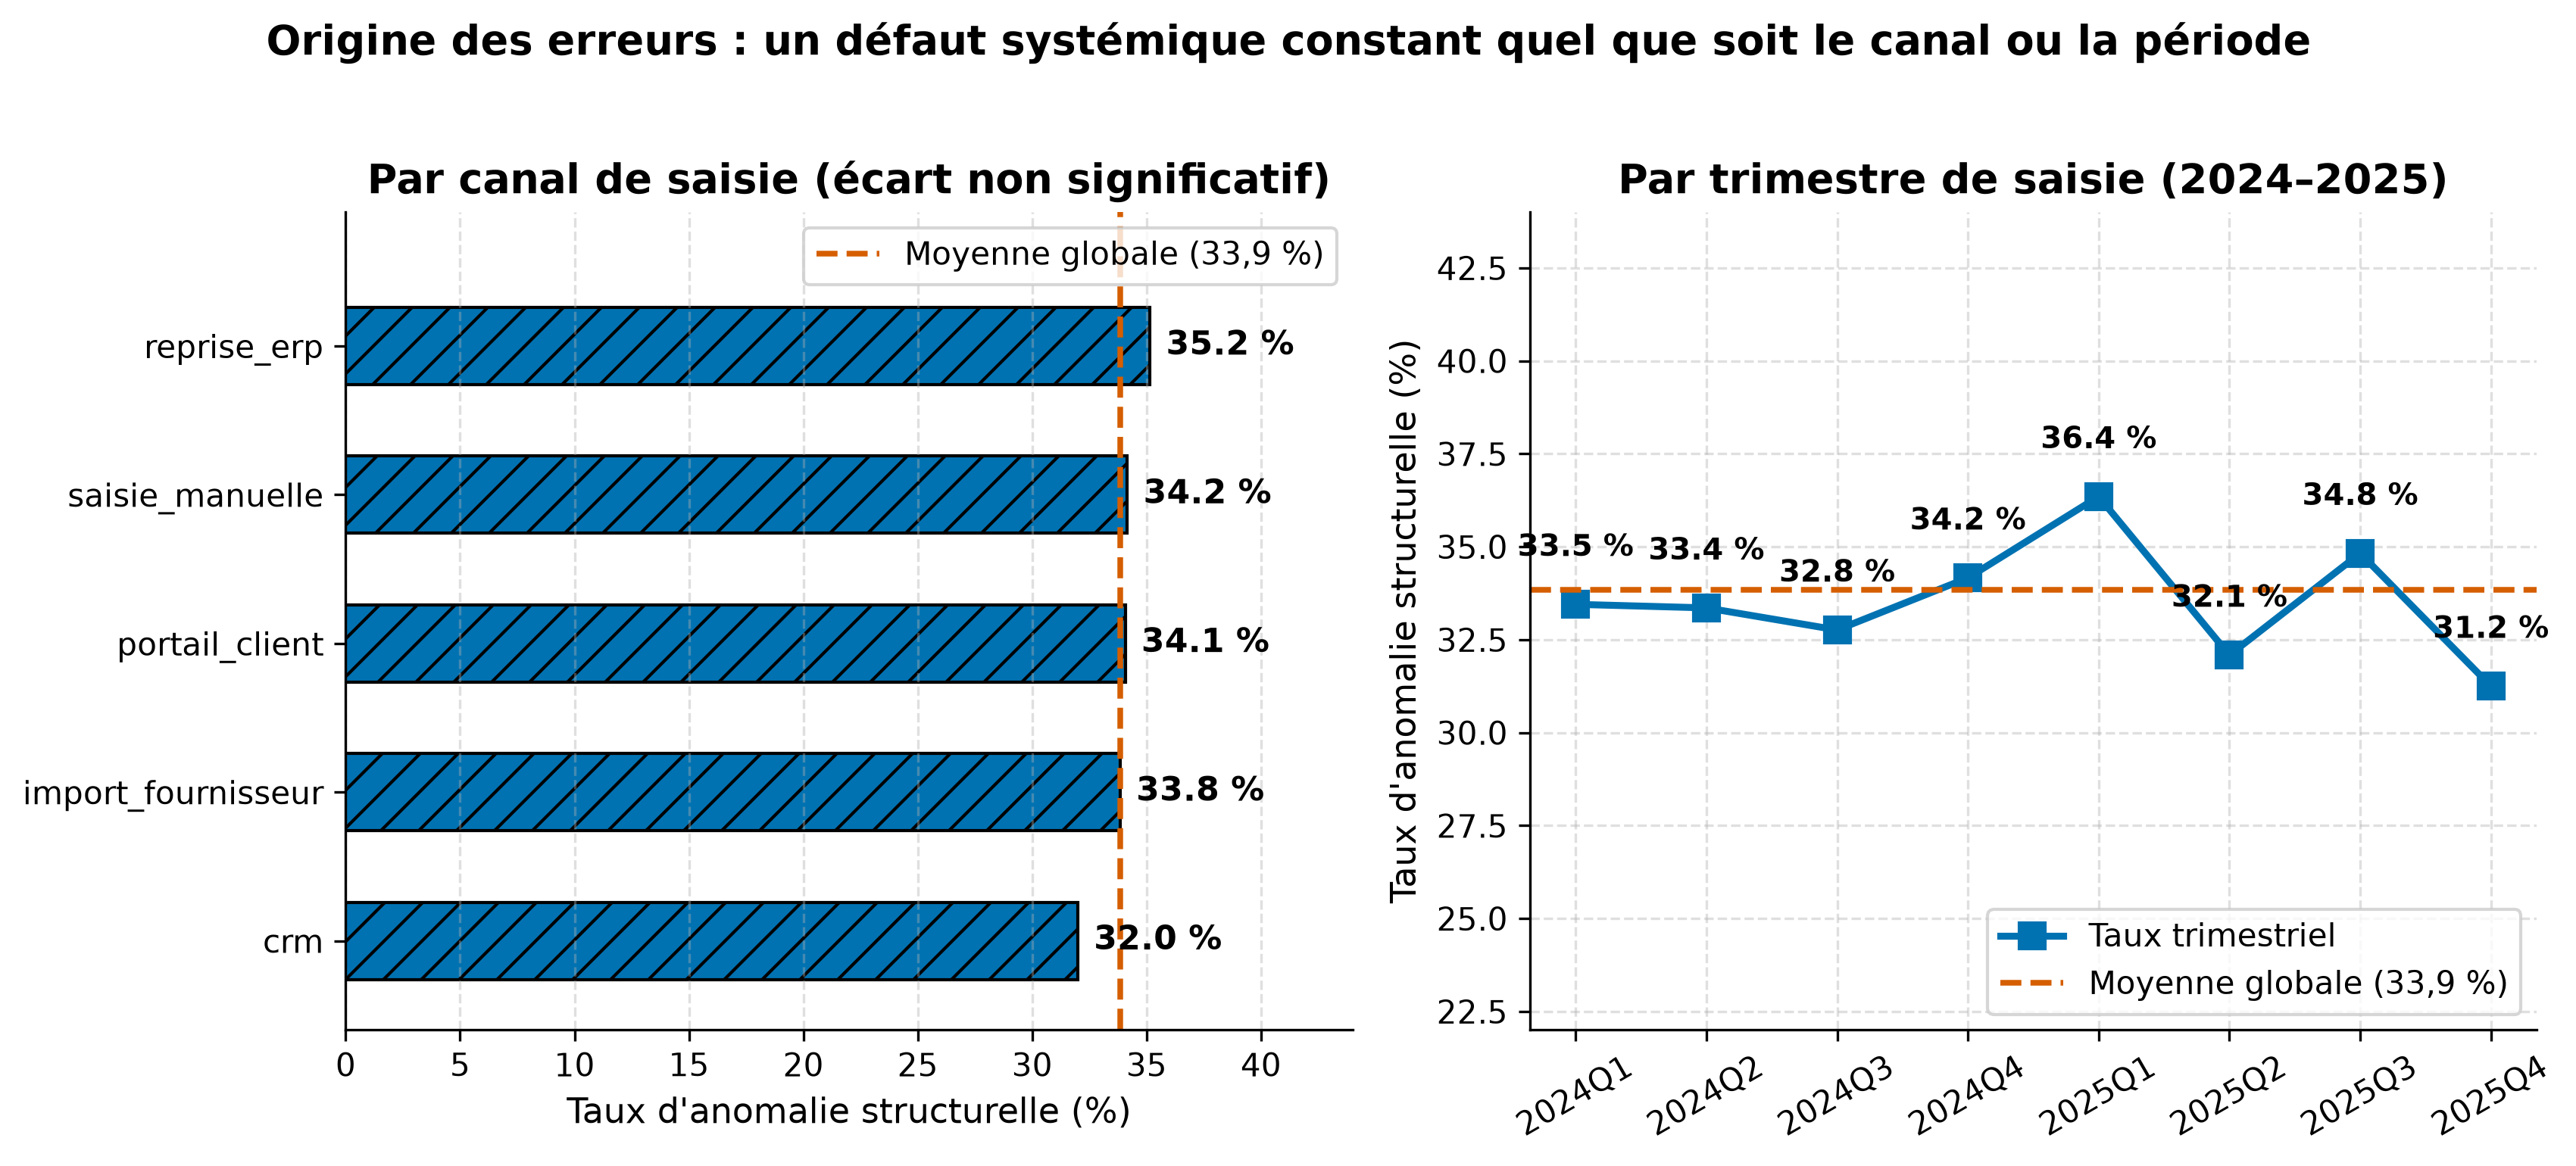 Origine des erreurs : un défaut systémique constant quel que soit le canal ou la période
Par canal de saisie (écart non significatif)
Moyenne globale (33,9 %)
reprise_erp
35.2 %
saisie_manuelle
34.2 %
portail_client
34.1 %
import_fournisseur
33.8 %
crm
32.0 %
0 5 10 15 20 25 30 35 40
Taux d'anomalie structurelle (%)
Par trimestre de saisie (2024–2025)
Taux d'anomalie structurelle (%)
42.5
40.0
37.5
35.0
32.5
30.0
27.5
25.0
22.5
33.5 %
33.4 %
32.8 %
34.2 %
36.4 %
32.1 %
34.8 %
31.2 %
Taux trimestriel
Moyenne globale (33,9 %)
2024Q1 2024Q2 2024Q3 2024Q4 2025Q1 2025Q2 2025Q3 2025Q4